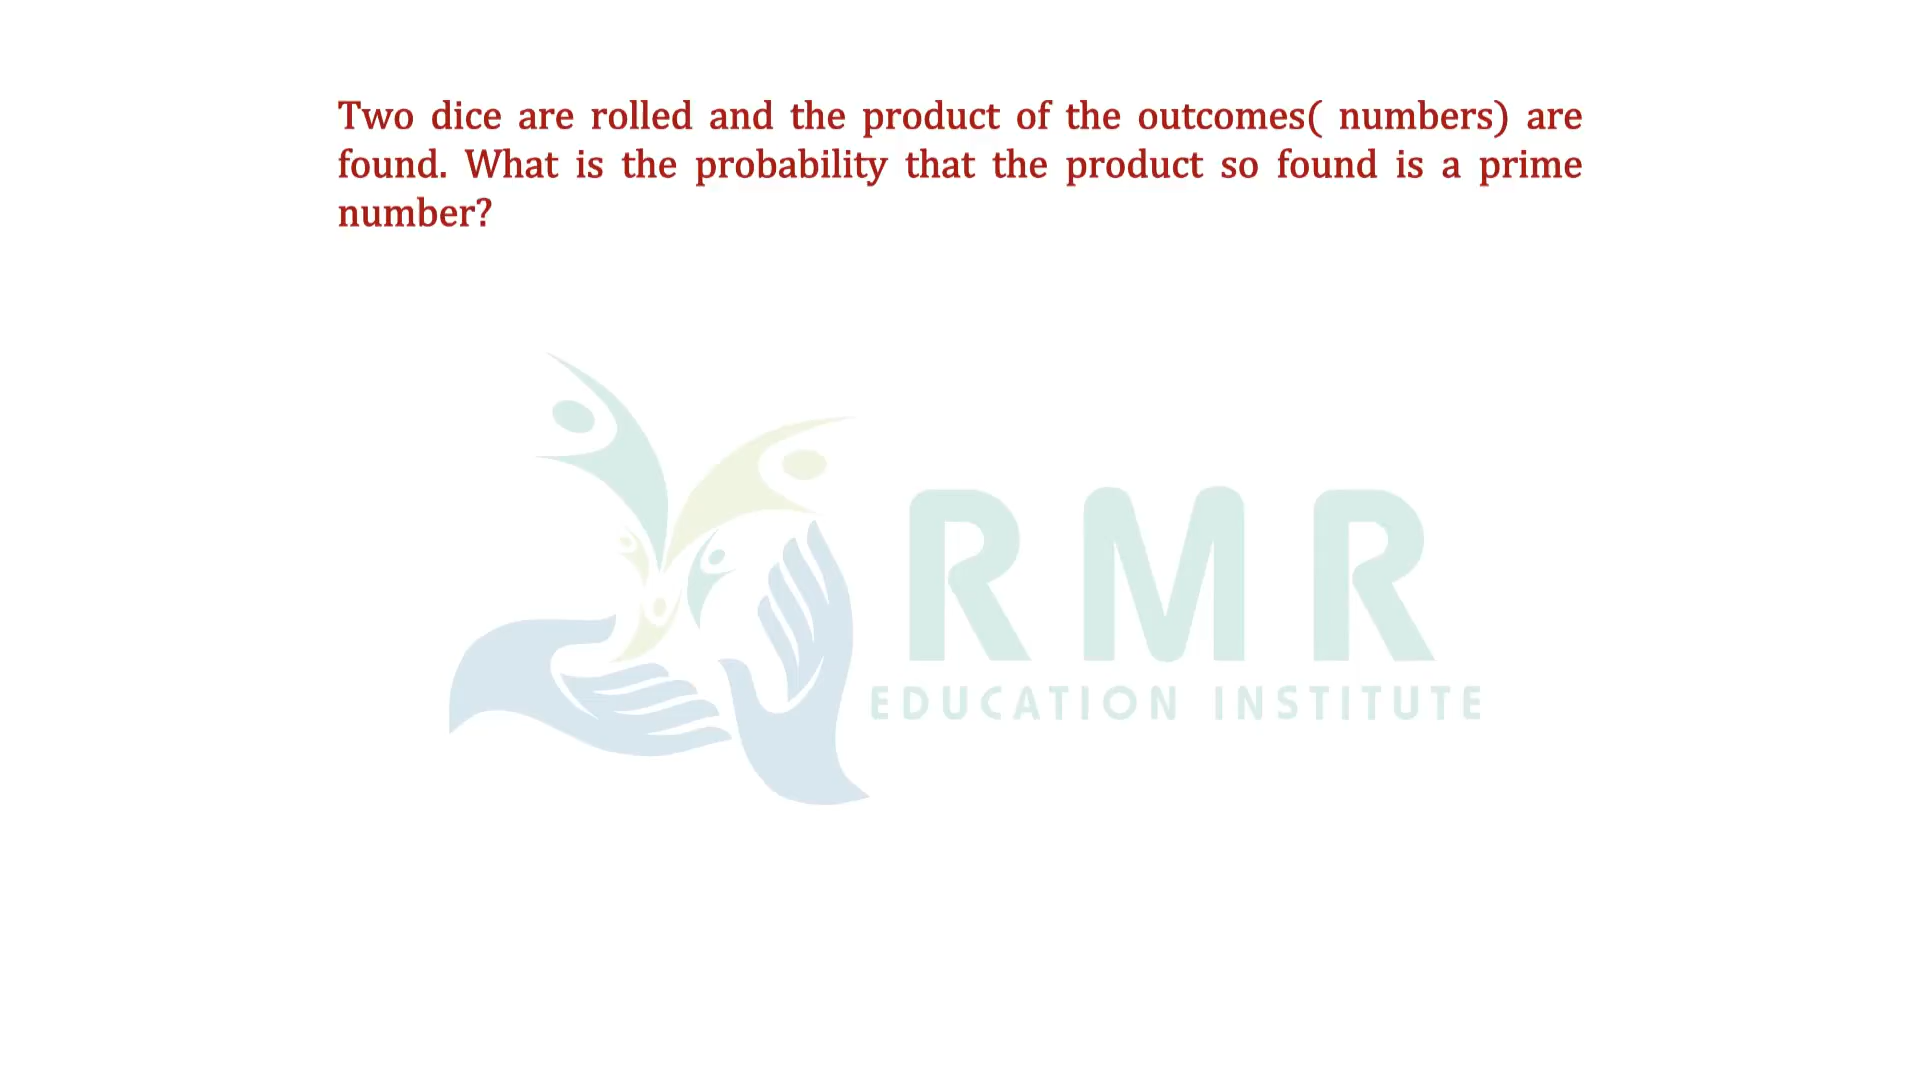 Two dice are rolled and the product of the outcomes( numbers) are
found. What is the probability that the product so found is a prime
number?
RMR
EDUCATION INSTITUTE